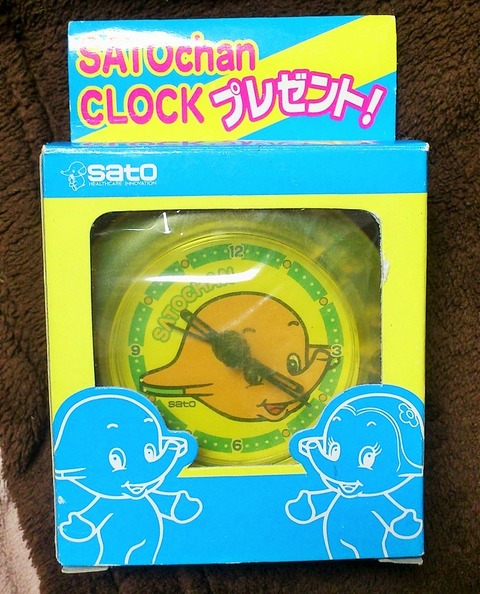 SATOchan
CLOCK プレゼント!
sato
HEALTHCARE INNOVATION
12
SATOCHAN
9
3
sato
6